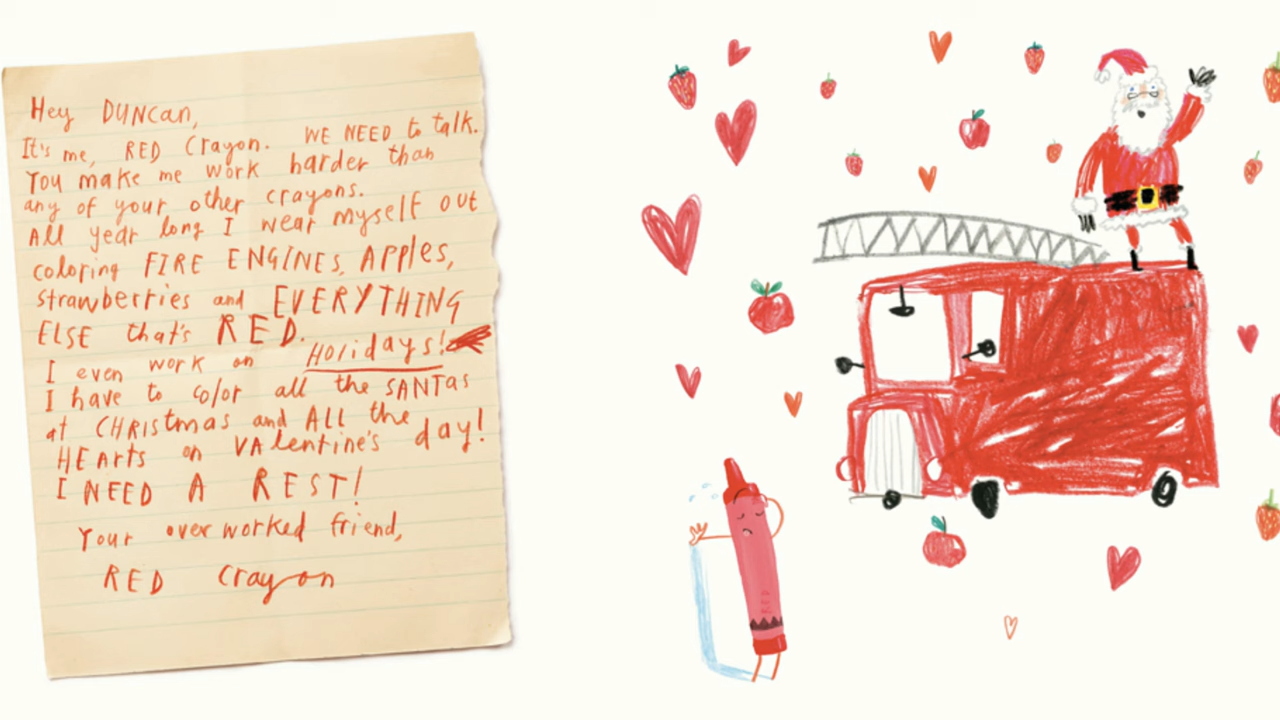 Hey DUNCan,
It's me, RED Crayon. WE NEED to talk.
You make me work harder than
any of your other crayons.
All year long I wear myself out
coloring FIRE ENGINES, APples,
strawberries and EVERYTHING
ELSE that's RED.
I even work on Holidays!
I have to color all the SANTas
at CHRIStmas and ALL the
HEArts on VAlentine's day!
I NEED A REST!
Your overworked friend,
RED Crayon
RED